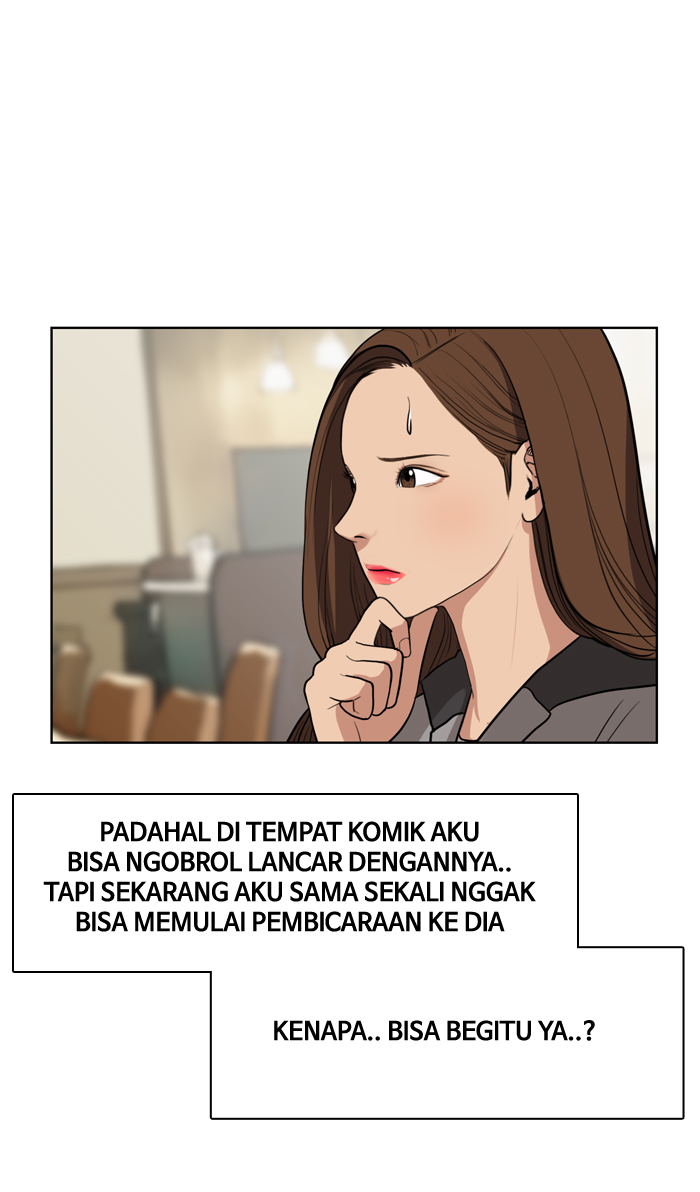 PADAHAL DI TEMPAT KOMIK AKU
BISA NGOBROL LANCAR DENGANNYA..
TAPI SEKARANG AKU SAMA SEKALI NGGAK
BISA MEMULAI PEMBICARAAN KE DIA
KENAPA.. BISA BEGITU YA..?